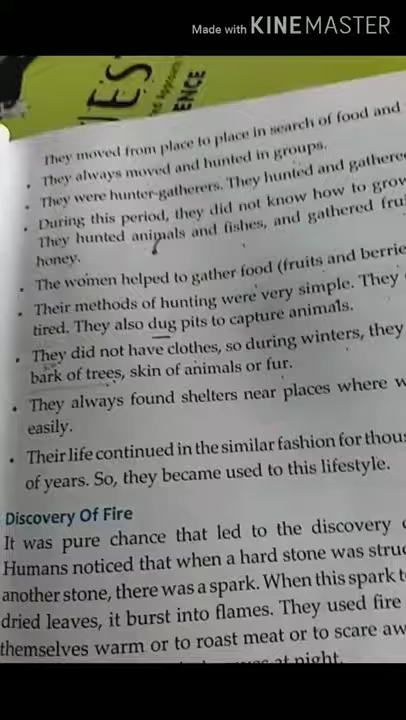 Made with KINEMASTER
ENCE
They moved from place to place in search of food and
• They always moved and hunted in groups.
• They were hunter-gatherers. They hunted and gathere
• During this period, they did not know how to grow
They hunted animals and fishes, and gathered fru
honey.
• The women helped to gather food (fruits and berrie
• Their methods of hunting were very simple. They
tired. They also dug pits to capture animals.
• They did not have clothes, so during winters, they
bark of trees, skin of animals or fur.
• They always found shelters near places where w
easily.
• Their life continued in the similar fashion for thou
of years. So, they became used to this lifestyle.
Discovery Of Fire
It was pure chance that led to the discovery
Humans noticed that when a hard stone was struc
another stone, there was a spark. When this spark t
dried leaves, it burst into flames. They used fire
themselves warm or to roast meat or to scare aw
at night.